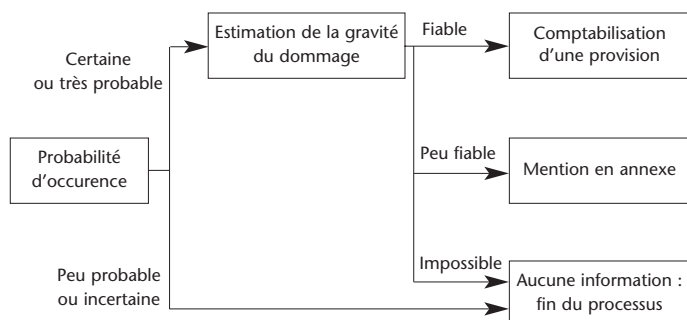 Certaine
ou très probable
Estimation de la gravité
du dommage
Fiable
Comptabilisation
d'une provision
Probabilité
d'occurence
Peu fiable
Mention en annexe
Peu probable
ou incertaine
Impossible
Aucune information :
fin du processus